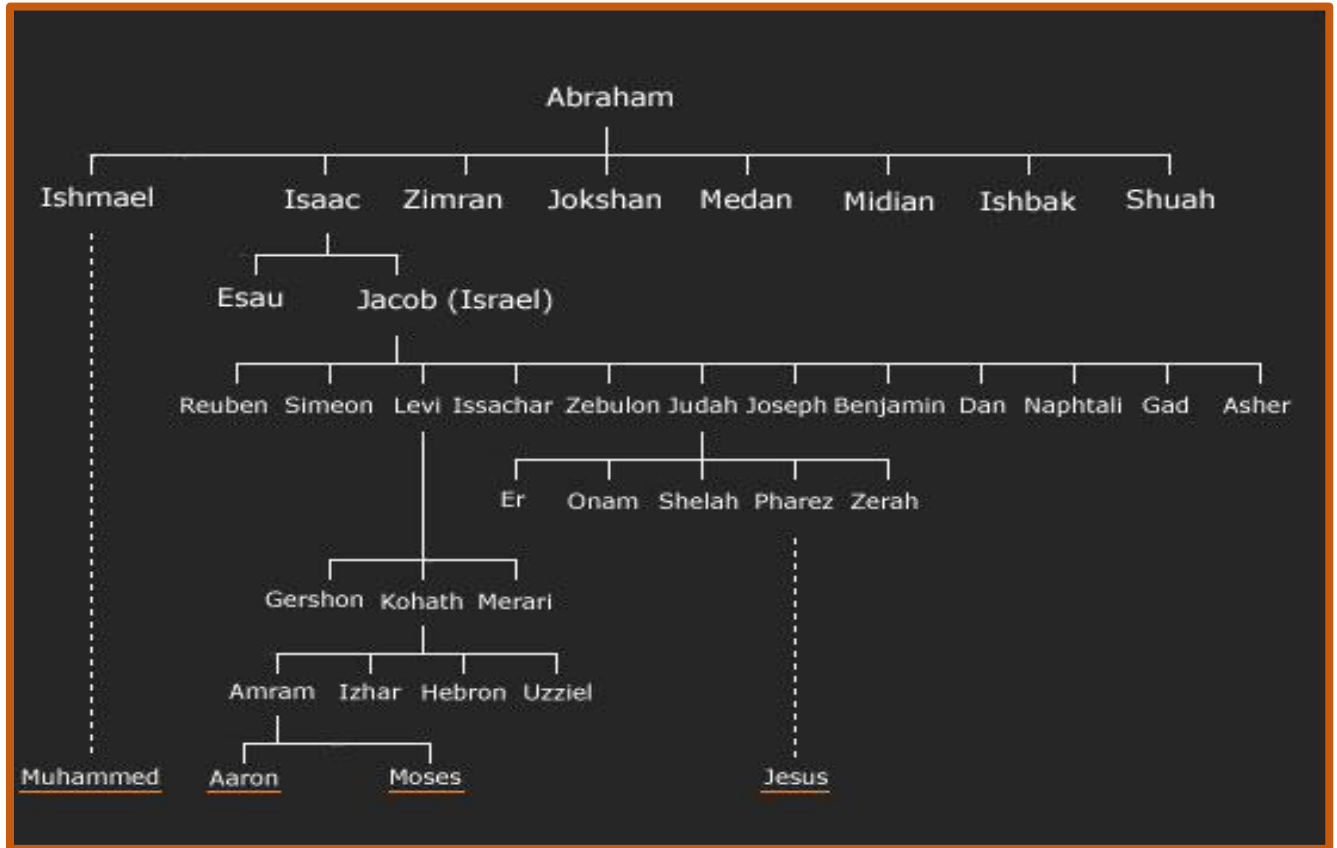 Abraham
Ishmael Isaac Zimran Jokshan Medan Midian Ishbak Shuah
Esau Jacob (Israel)
Reuben Simeon Levi Issachar Zebulon Judah Joseph Benjamin Dan Naphtali Gad Asher
Er Onam Shelah Pharez Zerah
Gershon Kohath Merari
Amram Izhar Hebron Uzziel
Muhammed Aaron Moses Jesus